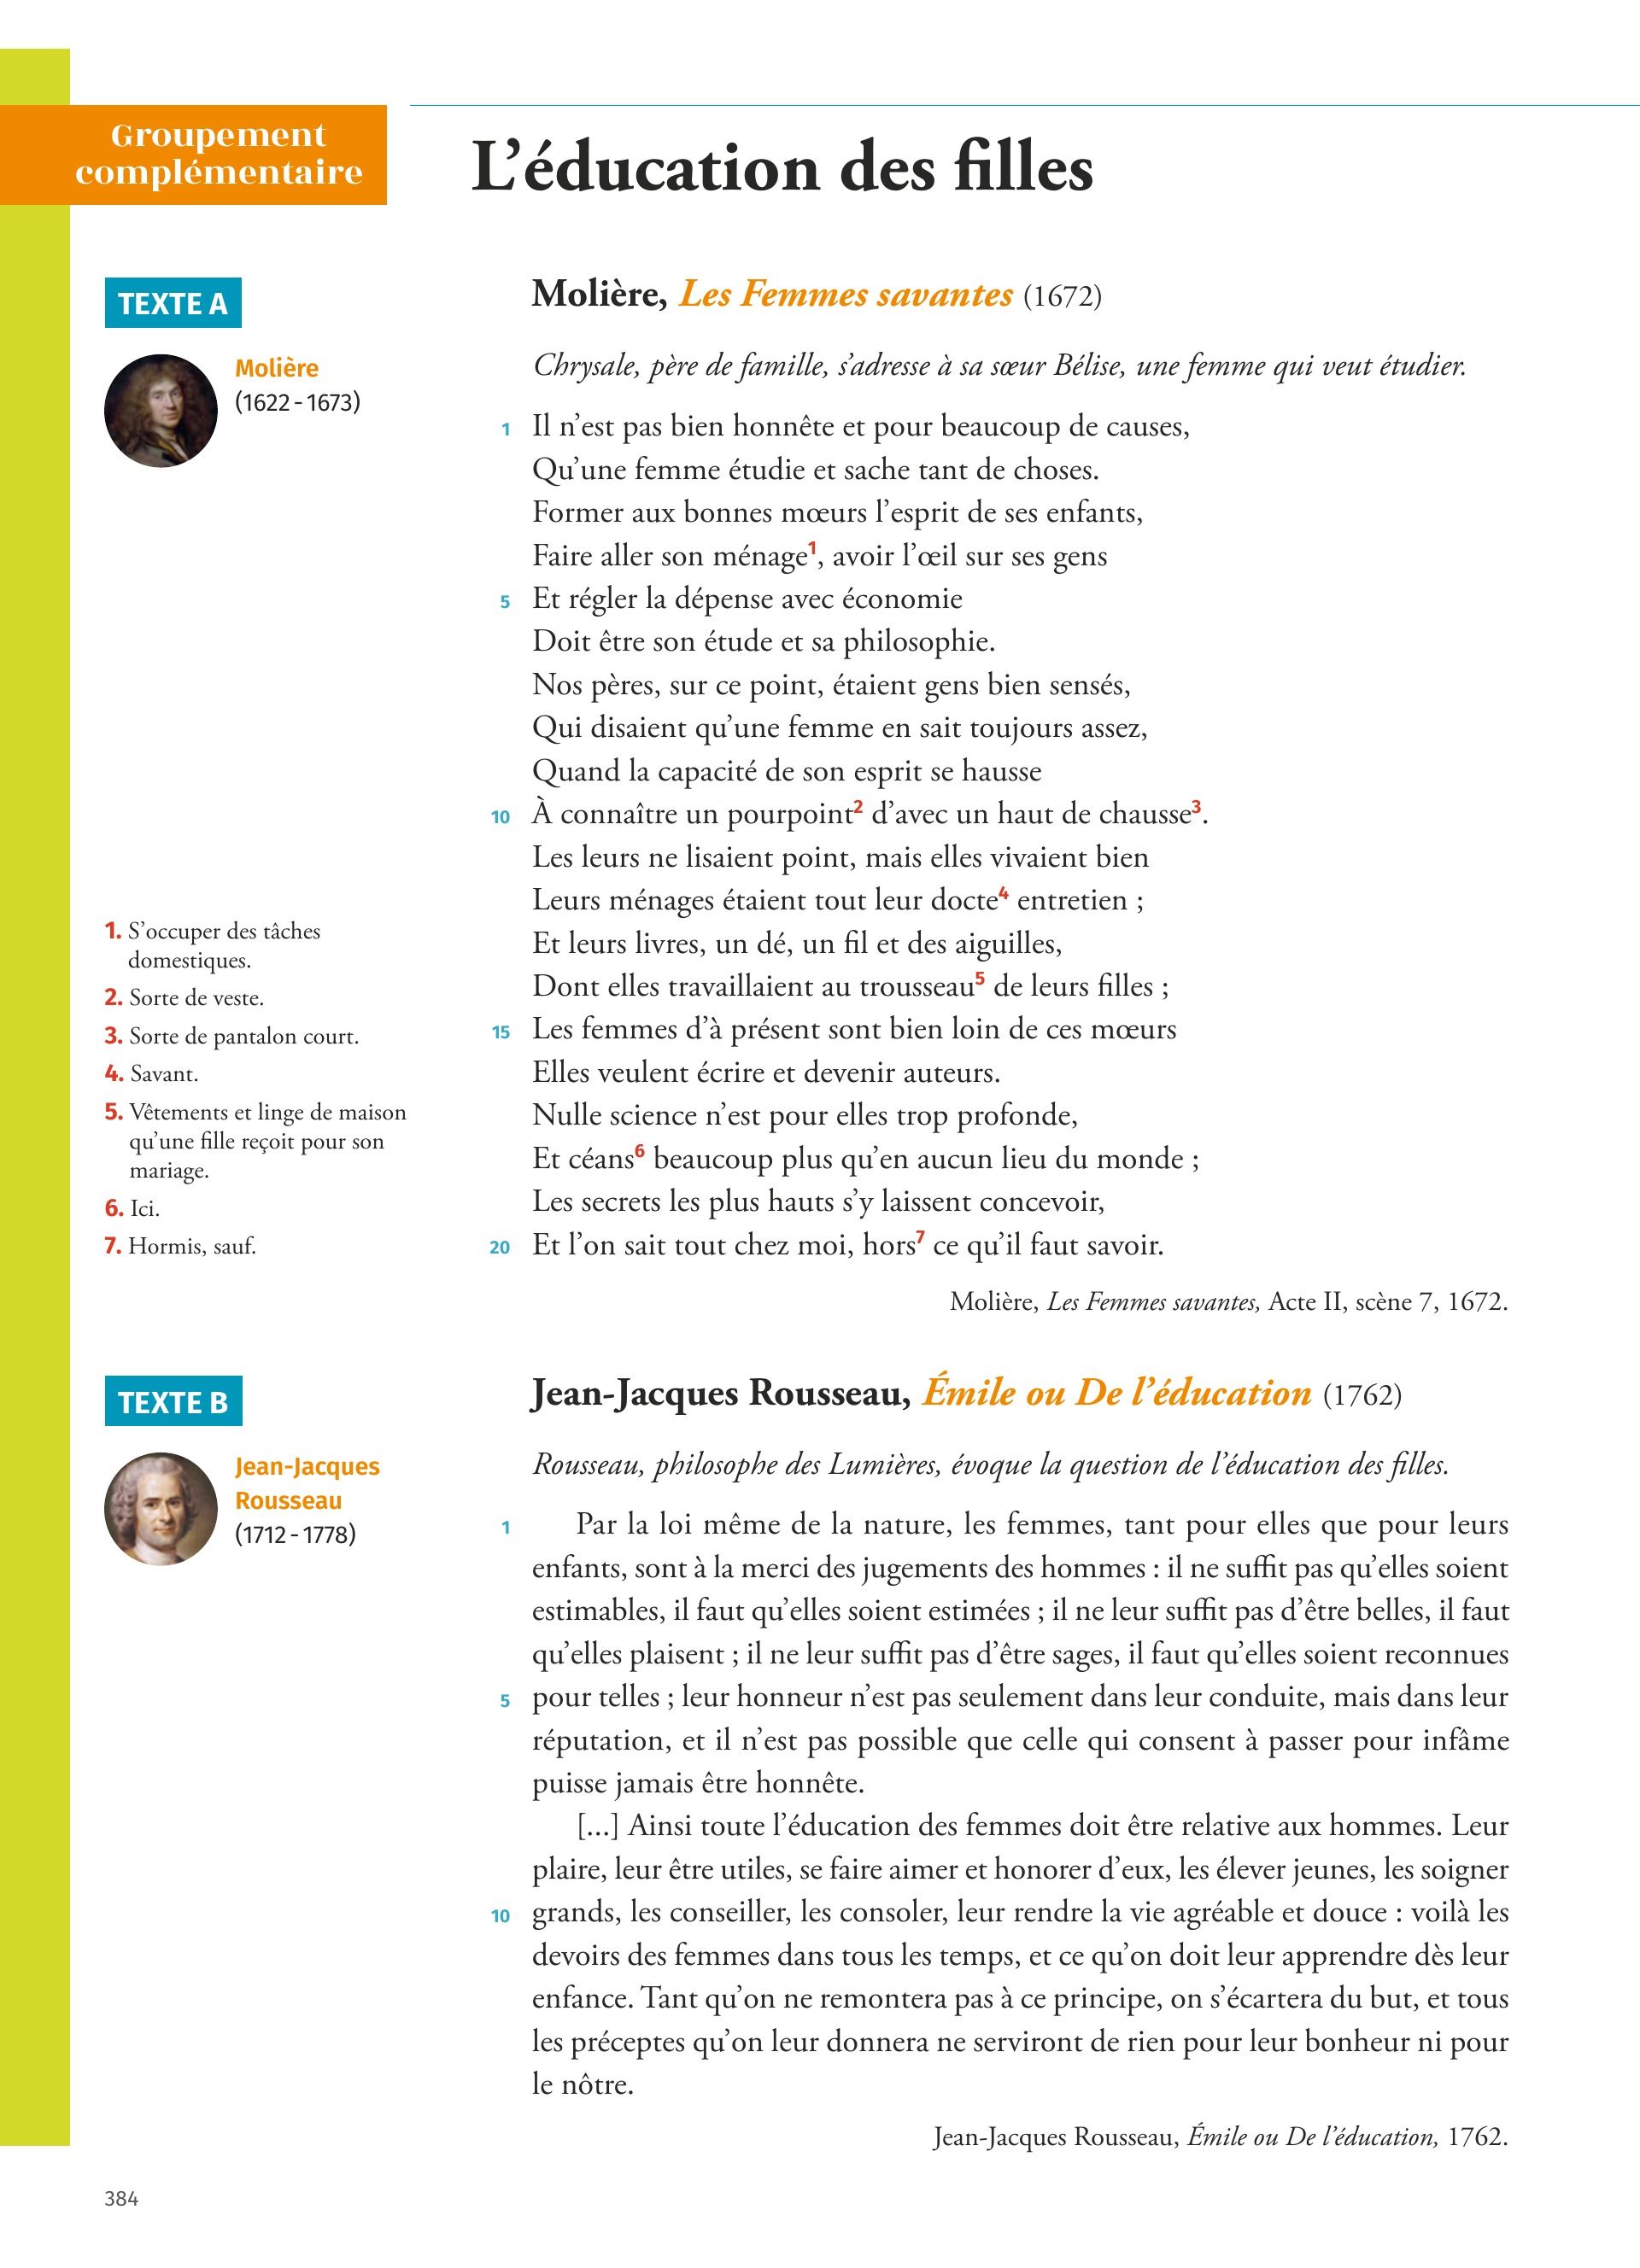 Groupement
complémentaire
L’éducation des filles
TEXTE A
Molière
(1622 - 1673)
Molière, Les Femmes savantes (1672)
Chrysale, père de famille, s’adresse à sa sœur Bélise, une femme qui veut étudier.
1 Il n’est pas bien honnête et pour beaucoup de causes,
Qu’une femme étudie et sache tant de choses.
Former aux bonnes mœurs l’esprit de ses enfants,
Faire aller son ménage1, avoir l’œil sur ses gens
5 Et régler la dépense avec économie
Doit être son étude et sa philosophie.
Nos pères, sur ce point, étaient gens bien sensés,
Qui disaient qu’une femme en sait toujours assez,
Quand la capacité de son esprit se hausse
10 À connaître un pourpoint2 d’avec un haut de chausse3.
Les leurs ne lisaient point, mais elles vivaient bien
Leurs ménages étaient tout leur docte4 entretien ;
Et leurs livres, un dé, un fil et des aiguilles,
Dont elles travaillaient au trousseau5 de leurs filles ;
15 Les femmes d’à présent sont bien loin de ces mœurs
Elles veulent écrire et devenir auteurs.
Nulle science n’est pour elles trop profonde,
Et céans6 beaucoup plus qu’en aucun lieu du monde ;
Les secrets les plus hauts s’y laissent concevoir,
20 Et l’on sait tout chez moi, hors7 ce qu’il faut savoir.
Molière, Les Femmes savantes, Acte II, scène 7, 1672.
1. S’occuper des tâches
domestiques.
2. Sorte de veste.
3. Sorte de pantalon court.
4. Savant.
5. Vêtements et linge de maison
qu’une fille reçoit pour son
mariage.
6. Ici.
7. Hormis, sauf.
TEXTE B
Jean-Jacques
Rousseau
(1712 - 1778)
Jean-Jacques Rousseau, Émile ou De l’éducation (1762)
Rousseau, philosophe des Lumières, évoque la question de l’éducation des filles.
1 Par la loi même de la nature, les femmes, tant pour elles que pour leurs
enfants, sont à la merci des jugements des hommes : il ne suffit pas qu’elles soient
estimables, il faut qu’elles soient estimées ; il ne leur suffit pas d’être belles, il faut
qu’elles plaisent ; il ne leur suffit pas d’être sages, il faut qu’elles soient reconnues
5 pour telles ; leur honneur n’est pas seulement dans leur conduite, mais dans leur
réputation, et il n’est pas possible que celle qui consent à passer pour infâme
puisse jamais être honnête.
[...] Ainsi toute l’éducation des femmes doit être relative aux hommes. Leur
plaire, leur être utiles, se faire aimer et honorer d’eux, les élever jeunes, les soigner
10 grands, les conseiller, les consoler, leur rendre la vie agréable et douce : voilà les
devoirs des femmes dans tous les temps, et ce qu’on doit leur apprendre dès leur
enfance. Tant qu’on ne remontera pas à ce principe, on s’écartera du but, et tous
les préceptes qu’on leur donnera ne serviront de rien pour leur bonheur ni pour
le nôtre.
Jean-Jacques Rousseau, Émile ou De l’éducation, 1762.
384